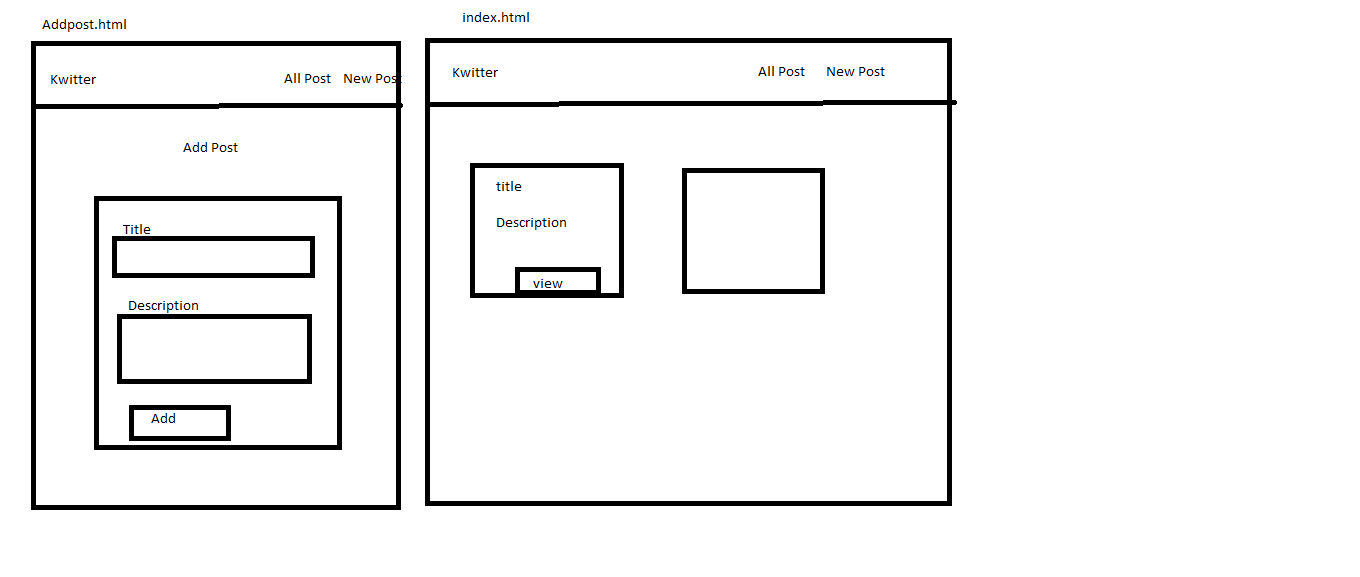 Addpost.html
Kwitter All Post New Post
Add Post
Title
Description
Add
index.html
Kwitter All Post New Post
title
Description
view